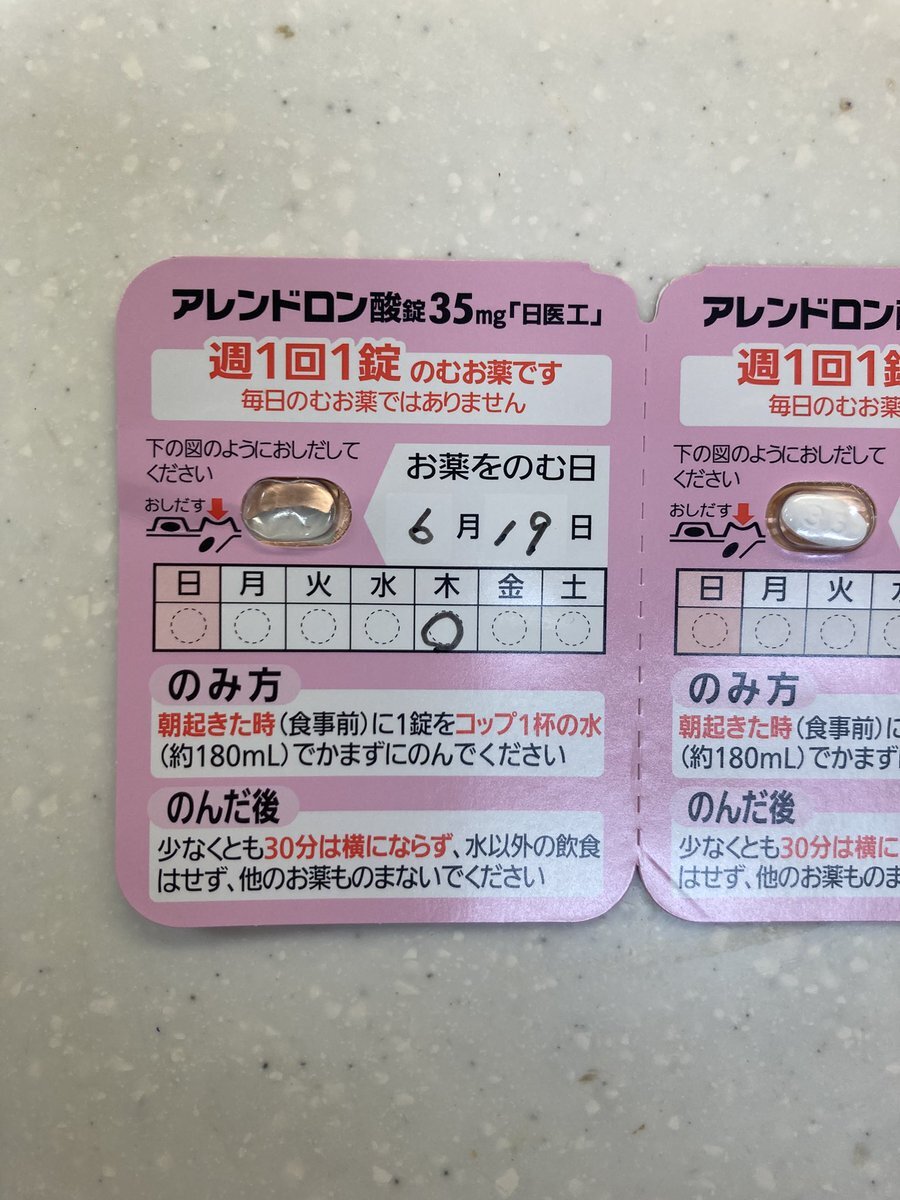 アレンドロン酸錠35mg「日医工」
週1回1錠 のむお薬です
毎日のむお薬ではありません
下の図のようにおしだして
ください
おしだす
お薬をのむ日
6月19日
日 月 火 水 木 金 土
のみ方
朝起きた時（食事前）に1錠をコップ1杯の水
（約180mL）でかまずにのんでください
のんだ後
少なくとも30分は横にならず、水以外の飲食
はせず、他のお薬ものまないでください
アレンドロン
週1回1
毎日のむお薬
下の図のようにおしだして
ください
おしだす
日 月 火
のみ方
朝起きた時（食事前）に
（約180mL）でかまず
のんだ後
少なくとも30分は横に
はせず、他のお薬ものま